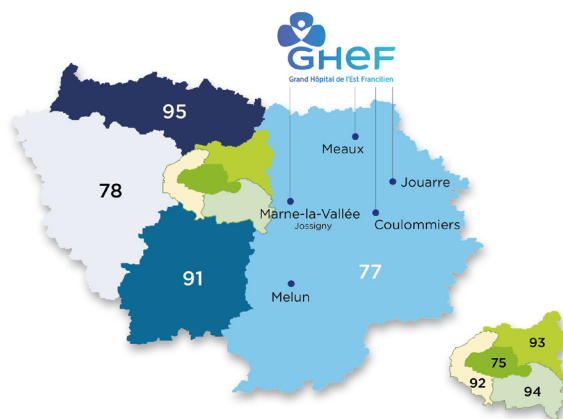 GHEF
Grand Hôpital de l'Est Francilien
95
Meaux
78
Jouarre
Marne-la-Vallée
Jossigny
Coulommiers
91
77
Melun
93
75
92
94